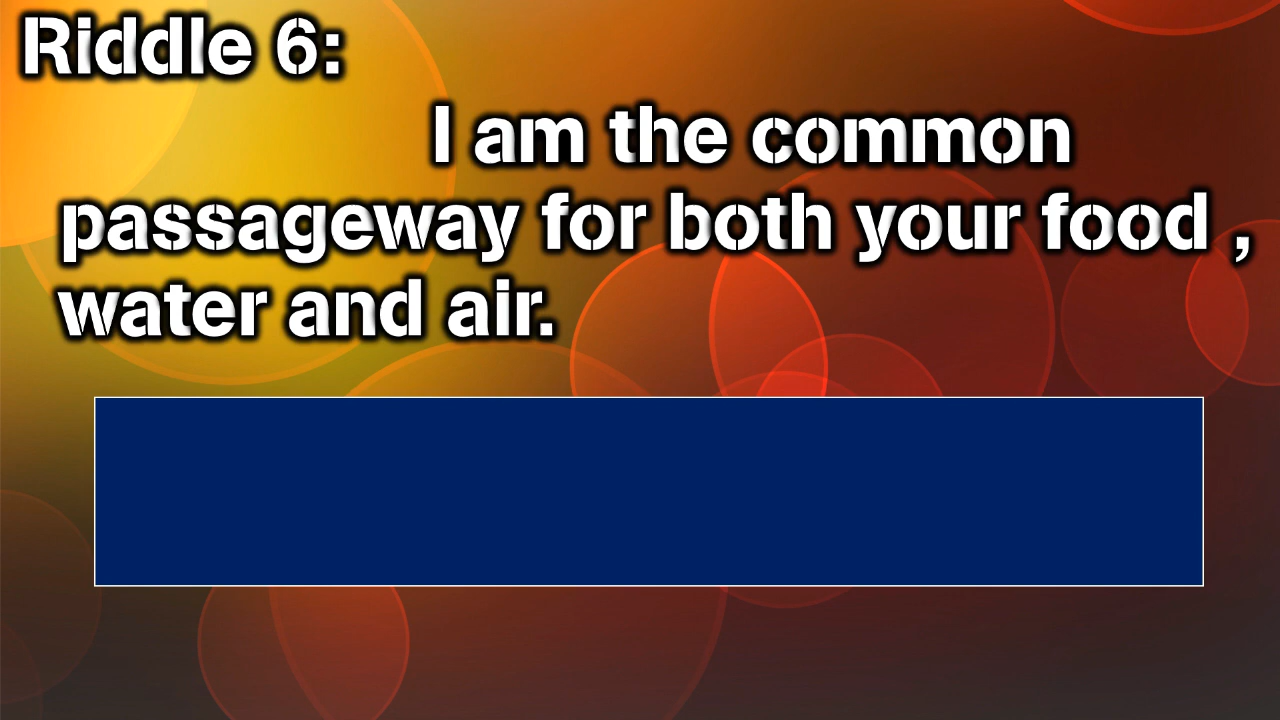 Riddle 6:
I am the common
passageway for both your food ,
water and air.